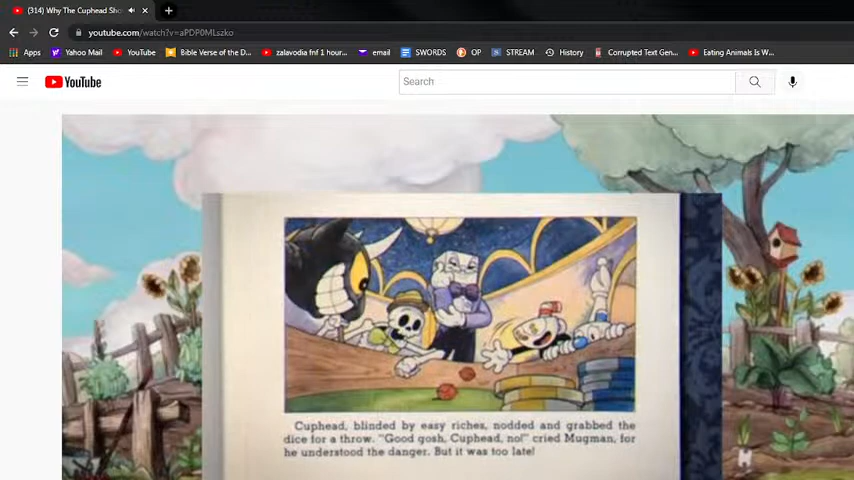 (314) Why The Cuphead Sho
youtube.com/watch?v=aPDP0MLszko
Apps Yahoo Mail YouTube Bible Verse of the D... zalavodia fnf 1 hour... email SWORDS OP STREAM History Corrupted Text Gen... Eating Animals Is W...
YouTube Search
Cuphead, blinded by easy riches, nodded and grabbed the
dice for a throw. "Good gosh, Cuphead, no!" cried Mugman, for
he understood the danger. But it was too late!